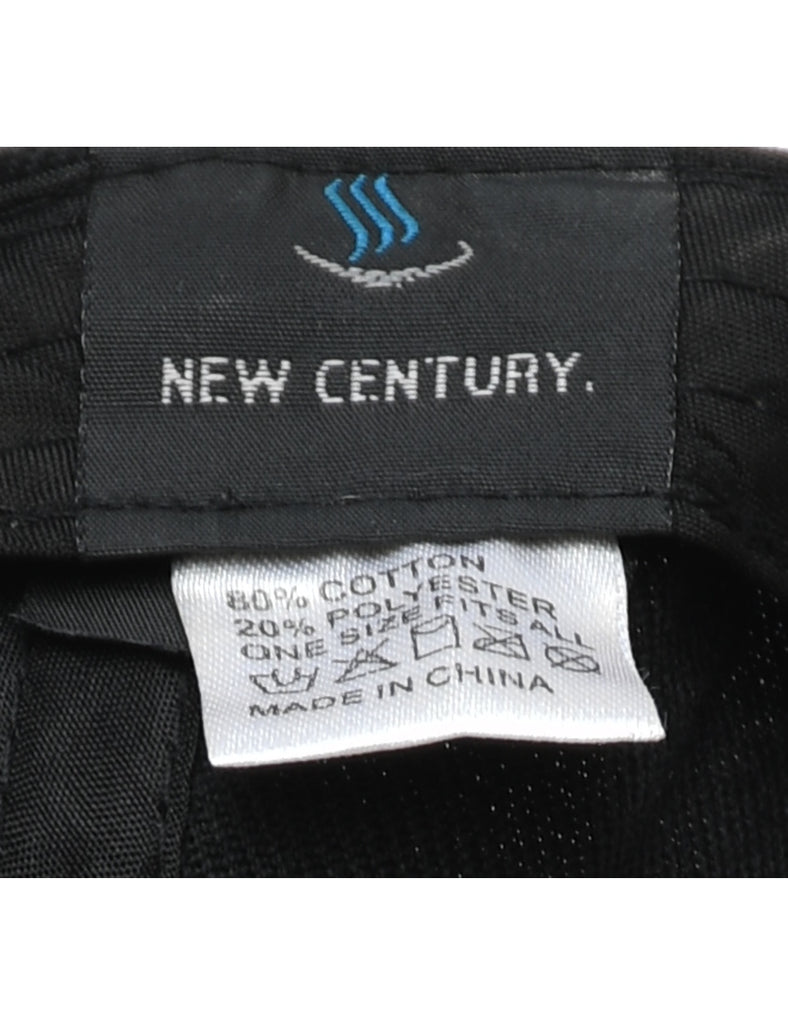 NEW CENTURY.
80% COTTON
20% POLYESTER
ONE SIZE FITS ALL
MADE IN CHINA